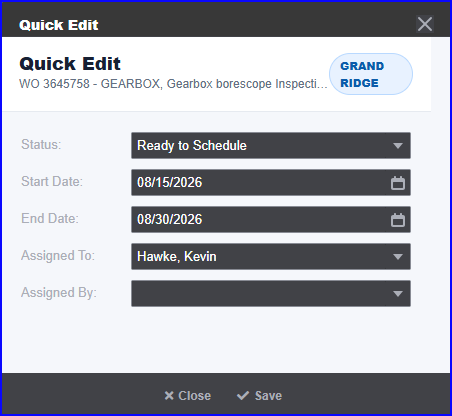 Quick Edit
Quick Edit
WO 3645758 - GEARBOX, Gearbox borescope Inspecti...
GRAND
RIDGE
Status:
Ready to Schedule
Start Date:
08/15/2026
End Date:
08/30/2026
Assigned To:
Hawke, Kevin
Assigned By:
Close
Save